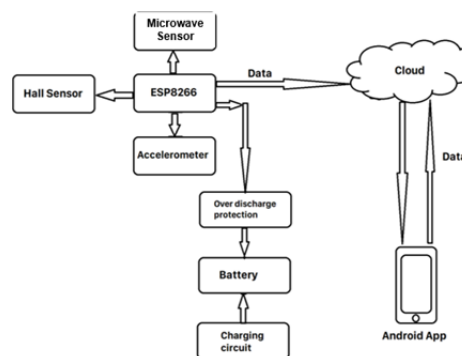 Microwave
Sensor
Data
Cloud
Hall Sensor
ESP8266
Accelerometer
Data
Over discharge
protection
Battery
Charging
circuit
Android App